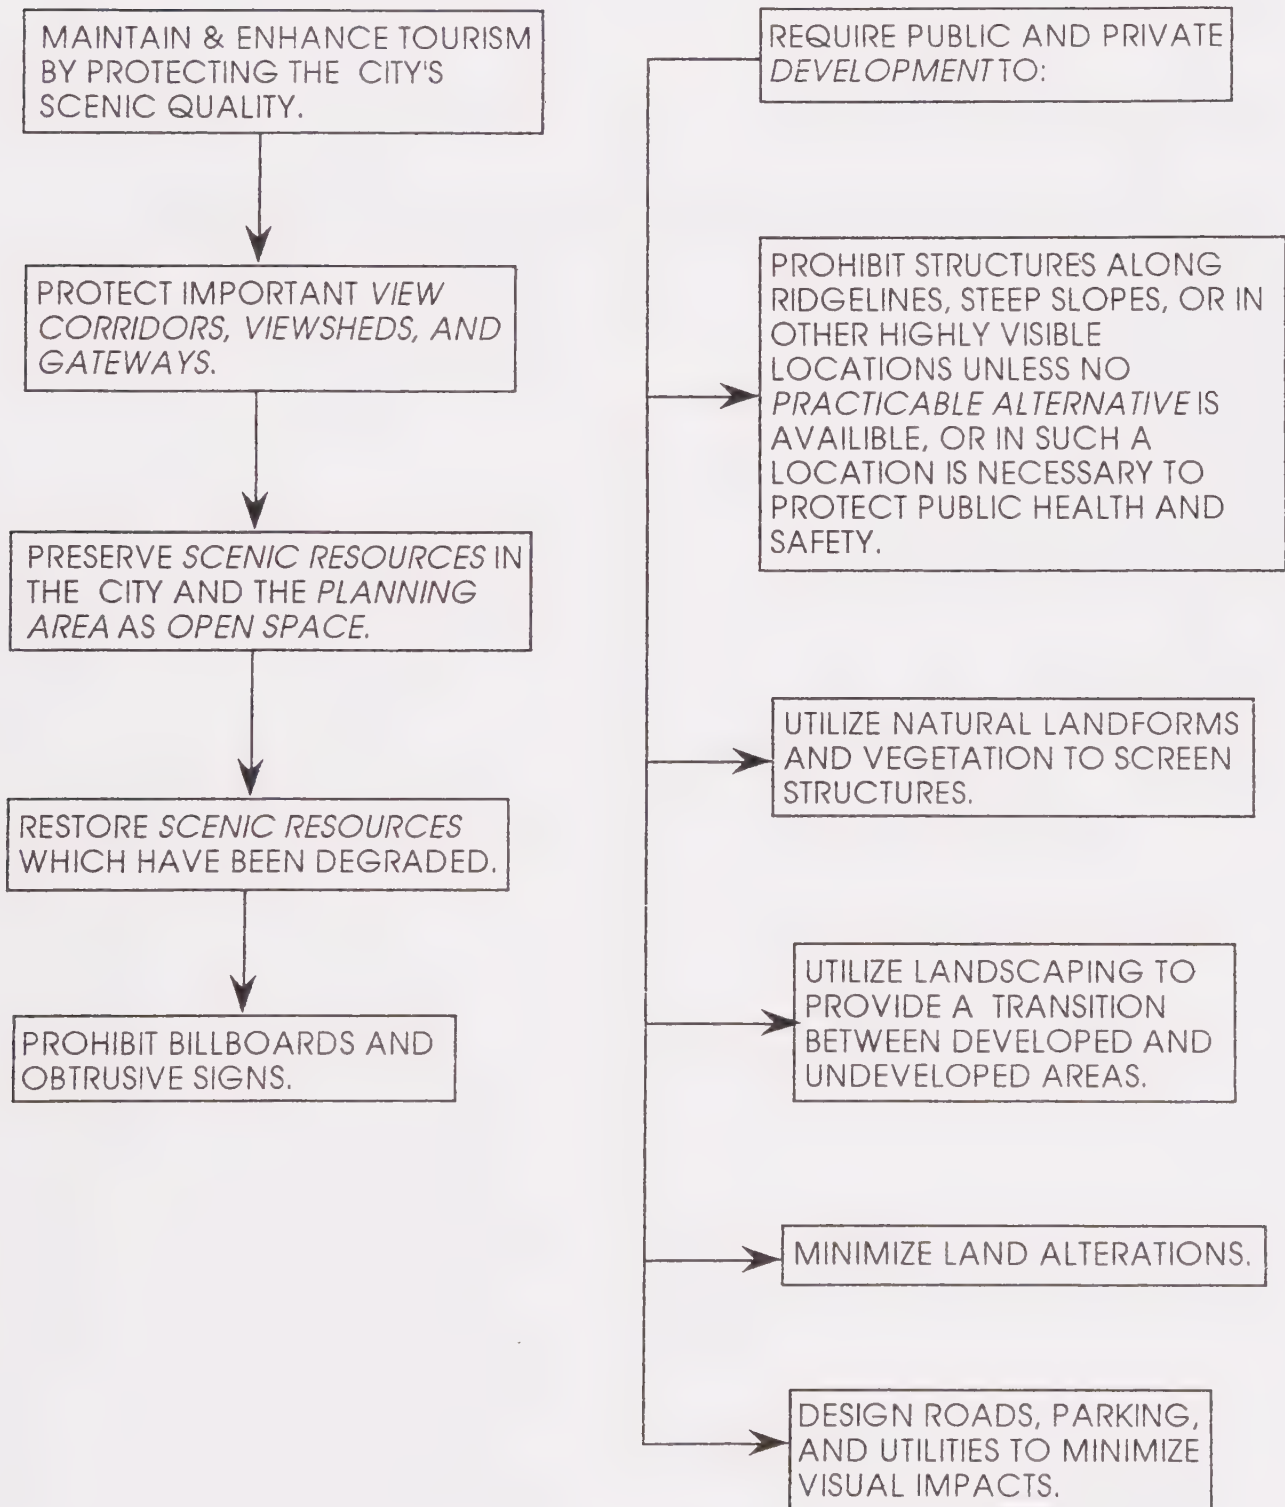 MAINTAIN & ENHANCE TOURISM
BY PROTECTING THE CITY'S
SCENIC QUALITY.
PROTECT IMPORTANT VIEW
CORRIDORS, VIEWSHEDS, AND
GATEWAYS.
PRESERVE SCENIC RESOURCES IN
THE CITY AND THE PLANNING
AREA AS OPEN SPACE.
RESTORE SCENIC RESOURCES
WHICH HAVE BEEN DEGRADED.
PROHIBIT BILLBOARDS AND
OBTRUSIVE SIGNS.
REQUIRE PUBLIC AND PRIVATE
DEVELOPMENT TO:
PROHIBIT STRUCTURES ALONG
RIDGELINES, STEEP SLOPES, OR IN
OTHER HIGHLY VISIBLE
LOCATIONS UNLESS NO
PRACTICABLE ALTERNATIVE IS
AVAILIBLE, OR IN SUCH A
LOCATION IS NECESSARY TO
PROTECT PUBLIC HEALTH AND
SAFETY.
UTILIZE NATURAL LANDFORMS
AND VEGETATION TO SCREEN
STRUCTURES.
UTILIZE LANDSCAPING TO
PROVIDE A TRANSITION
BETWEEN DEVELOPED AND
UNDEVELOPED AREAS.
MINIMIZE LAND ALTERATIONS.
DESIGN ROADS, PARKING,
AND UTILITIES TO MINIMIZE
VISUAL IMPACTS.